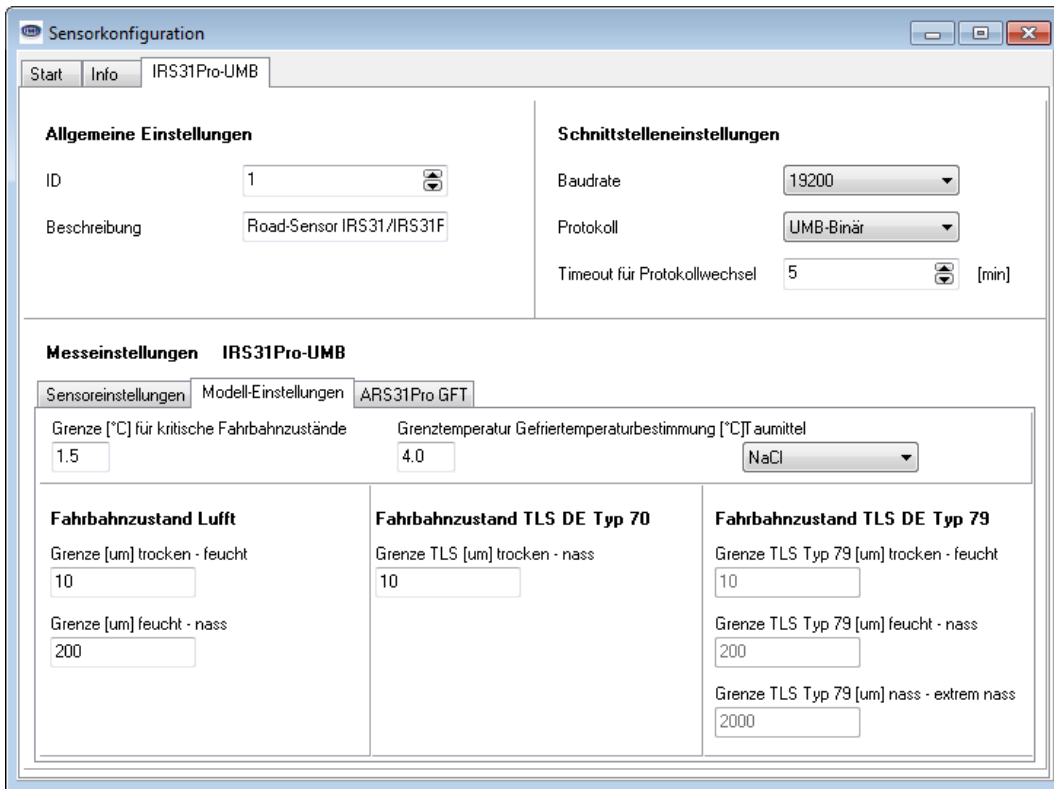 Sensorkonfiguration
Start Info IRS31Pro-UMB
Allgemeine Einstellungen
ID 1
Beschreibung Road-Sensor IRS31/IRS31F
Schnittstelleneinstellungen
Baudrate 19200
Protokoll UMB-Binär
Timeout für Protokollwechsel 5 [min]
Messeinstellungen IRS31Pro-UMB
Sensoreinstellungen Modell-Einstellungen ARS31Pro GFT
Grenze [°C] für kritische Fahrbahnzustände
1.5
Grenztemperatur Gefriertemperaturbestimmung [°C]
4.0
Taumittel
NaCl
Fahrbahnzustand Lufft
Grenze [um] trocken - feucht
10
Grenze [um] feucht - nass
200
Fahrbahnzustand TLS DE Typ 70
Grenze TLS [um] trocken - nass
10
Fahrbahnzustand TLS DE Typ 79
Grenze TLS Typ 79 [um] trocken - feucht
10
Grenze TLS Typ 79 [um] feucht - nass
200
Grenze TLS Typ 79 [um] nass - extrem nass
2000